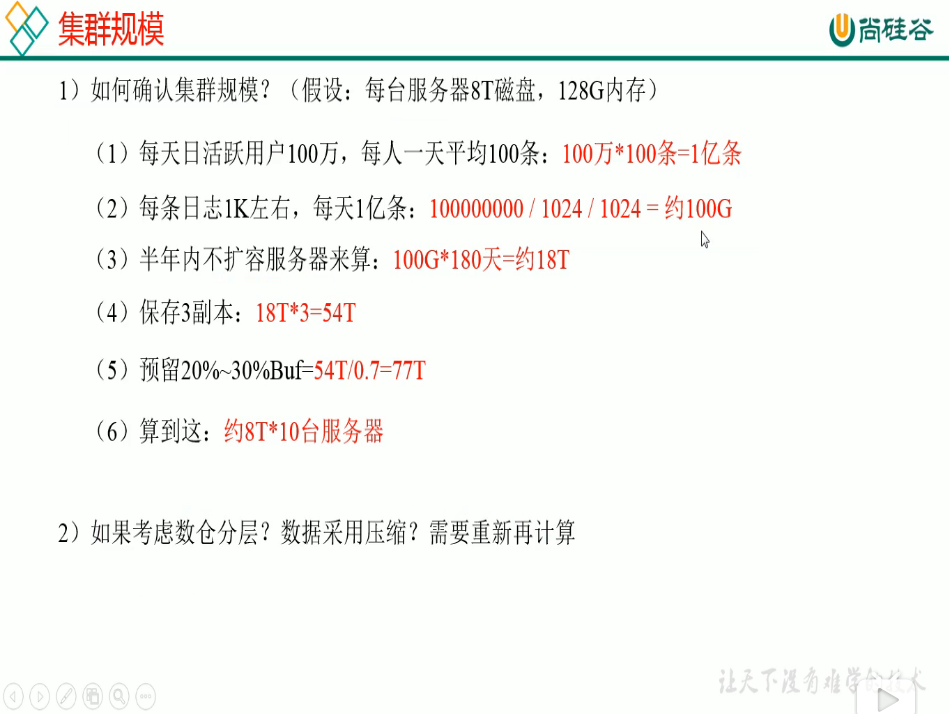 集群规模
尚硅谷
1）如何确认集群规模？（假设：每台服务器8T磁盘，128G内存）
（1）每天日活跃用户100万，每人一天平均100条：100万*100条=1亿条
（2）每条日志1K左右，每天1亿条：100000000 / 1024 / 1024 = 约100G
（3）半年内不扩容服务器来算：100G*180天=约18T
（4）保存3副本：18T*3=54T
（5）预留20%~30%Buf=54T/0.7=77T
（6）算到这：约8T*10台服务器
2）如果考虑数仓分层？数据采用压缩？需要重新再计算
让天下没有难学的技术